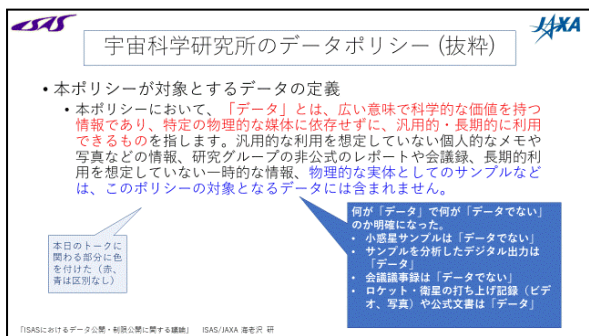 ISAS
JAXA
宇宙科学研究所のデータポリシー (抜粋)
• 本ポリシーが対象とするデータの定義
• 本ポリシーにおいて、「データ」とは、広い意味で科学的な価値を持つ
情報であり、特定の物理的な媒体に依存せずに、汎用的・長期的に利用
できるものを指します。汎用的な利用を想定していない個人的なメモや
写真などの情報、研究グループの非公式のレポートや会議録、長期的利
用を想定していない一時的な情報、物理的な実体としてのサンプルなど
は、このポリシーの対象となるデータには含まれません。
本日のトークに
関わる部分に色
を付けた（赤、
青は区別なし）
何が「データ」で何が「データでない」
のか明確になった。
• 小惑星サンプルは「データでない」
• サンプルを分析したデジタル出力は
「データ」
• 会議議事録は「データでない」
• ロケット・衛星の打ち上げ記録（ビデ
オ、写真）や公式文書は「データ」
「ISASにおけるデータ公開・制限公開に関する議論」 ISAS/JAXA 海老沢 研